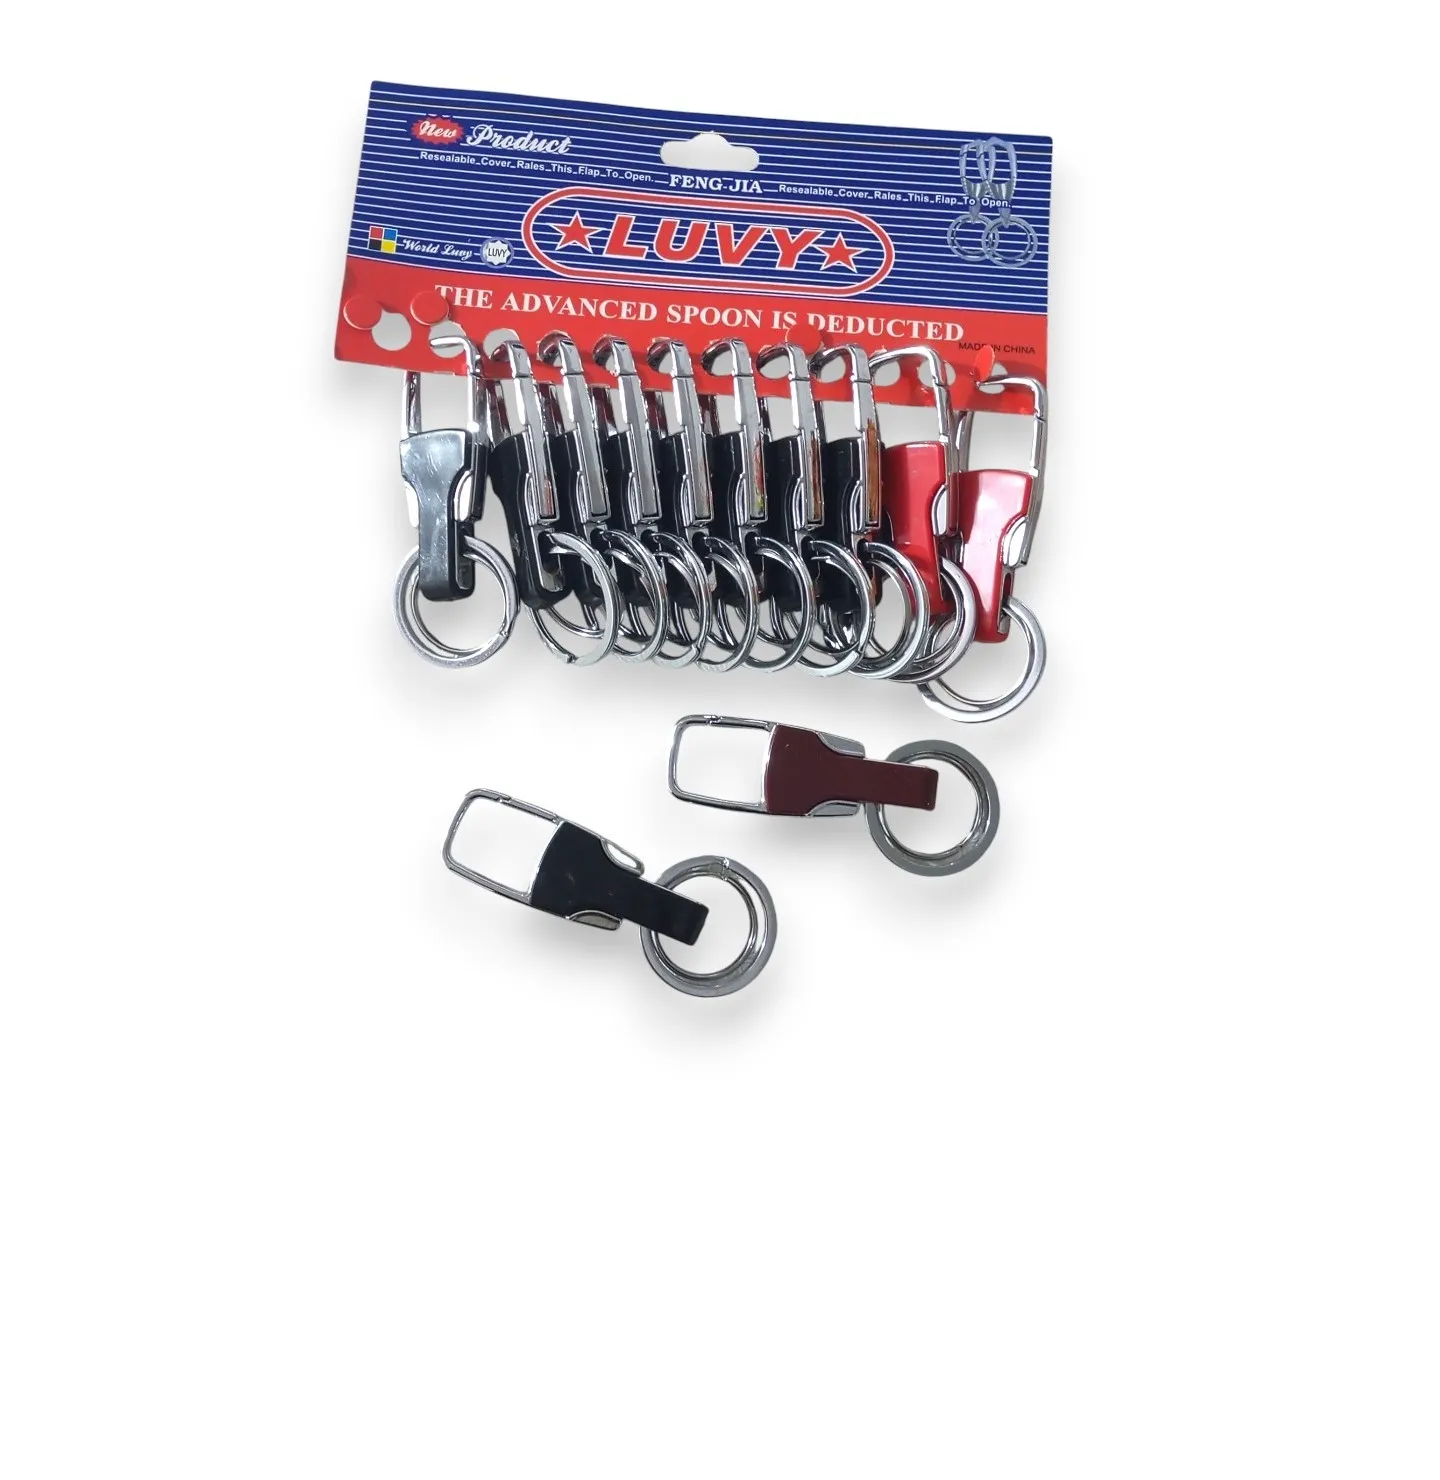 New Product
Resealable_Cover_Rales_This_Flap_To_Open.
FENG-JIA
Resealable_Cover_Rales_This_Flap_To_Open.
LUVY
World Luvy
LUVY
THE ADVANCED SPOON IS DEDUCTED
MADE IN CHINA